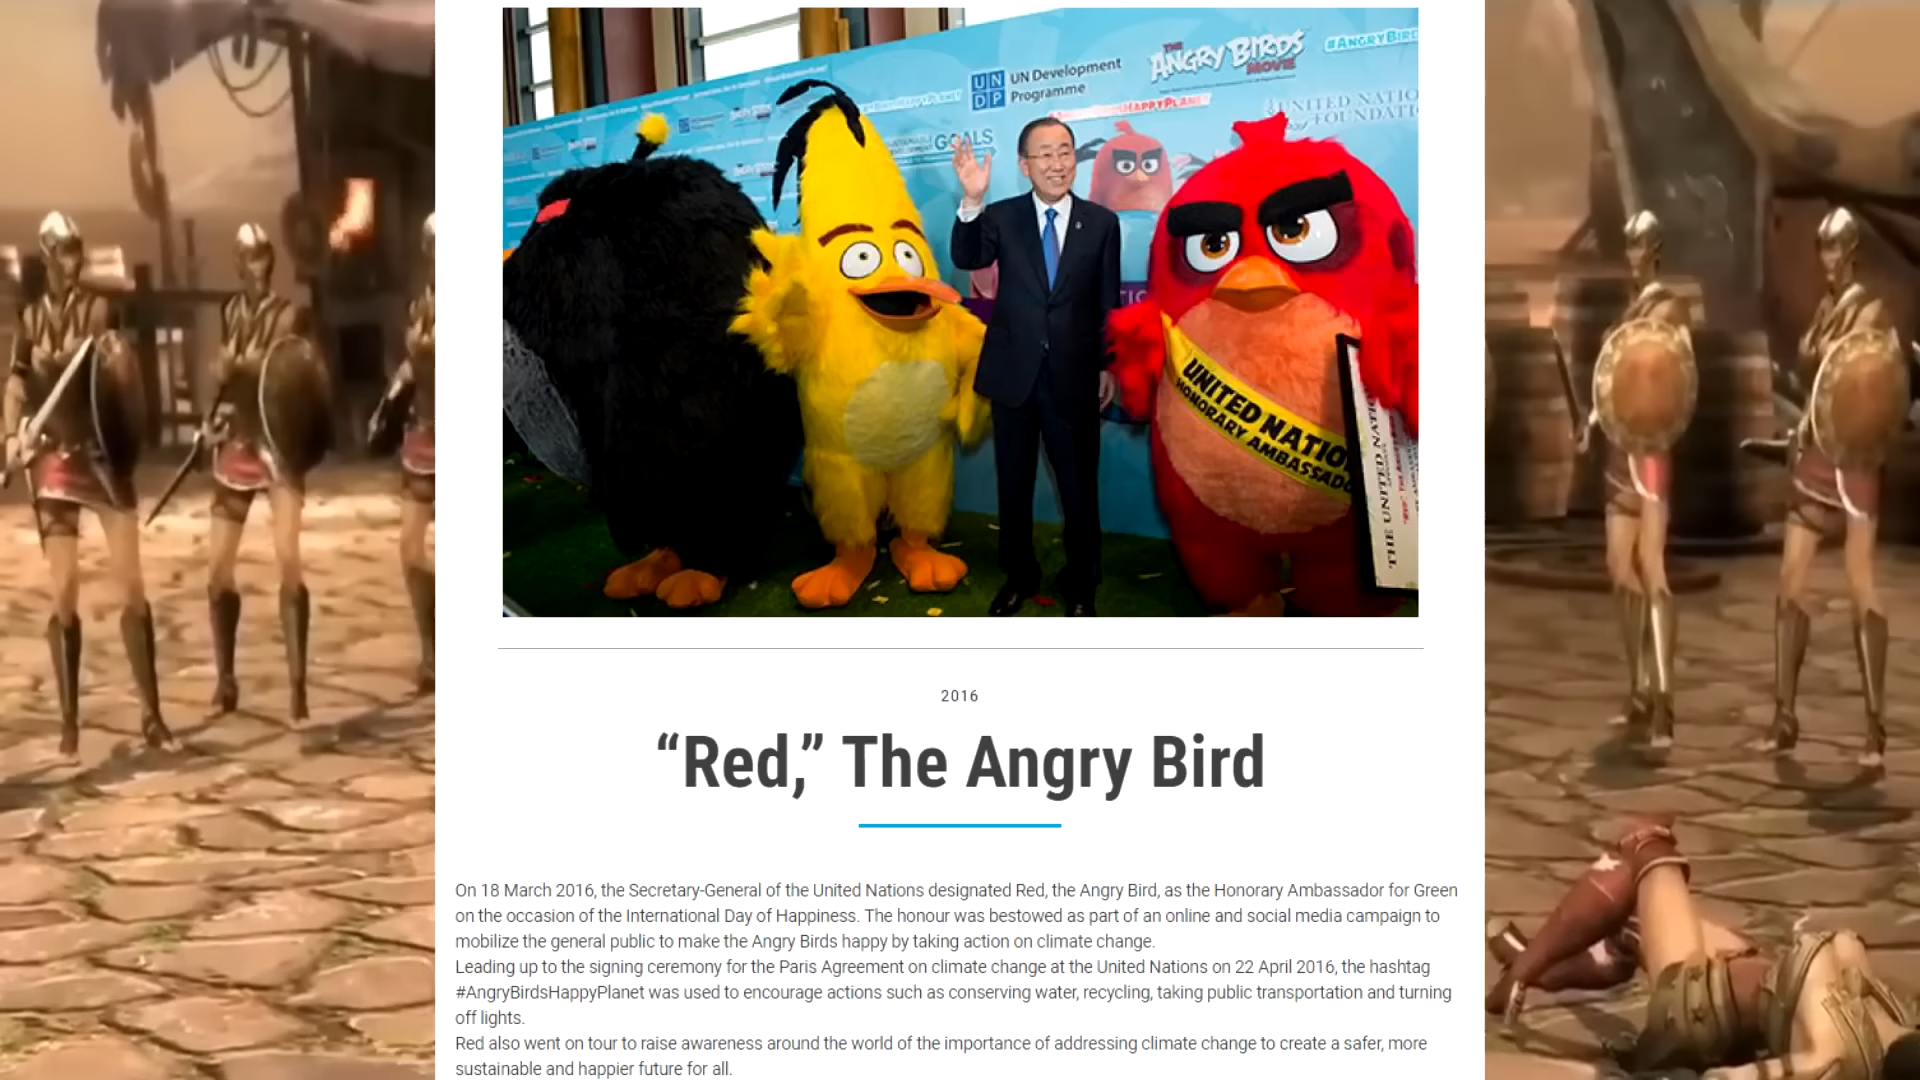 UN
DP
UN Development
Programme
THE
ANGRY BIRDS
MOVIE
#ANGRYBIRD
HAPPYPLANET
UNITED NATIO
FOUNDATI
GOALS
UNITED NATIO
HONORARY AMBASSADO
THE UNITED NATIO
2016
“Red,” The Angry Bird
On 18 March 2016, the Secretary-General of the United Nations designated Red, the Angry Bird, as the Honorary Ambassador for Green
on the occasion of the International Day of Happiness. The honour was bestowed as part of an online and social media campaign to
mobilize the general public to make the Angry Birds happy by taking action on climate change.
Leading up to the signing ceremony for the Paris Agreement on climate change at the United Nations on 22 April 2016, the hashtag
#AngryBirdsHappyPlanet was used to encourage actions such as conserving water, recycling, taking public transportation and turning
off lights.
Red also went on tour to raise awareness around the world of the importance of addressing climate change to create a safer, more
sustainable and happier future for all.